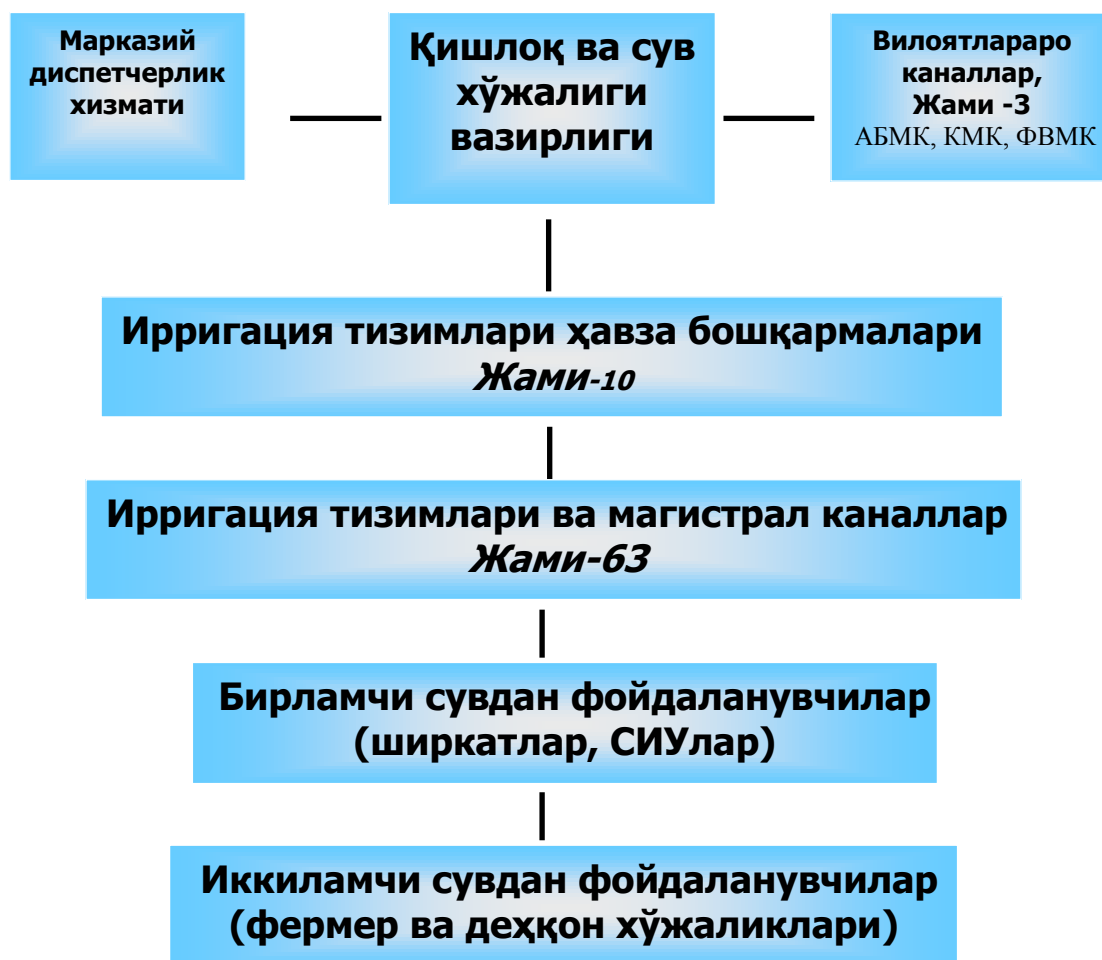 Марказий
диспетчерлик
хизмати
Қишлоқ ва сув
хўжалиги
вазирлиги
Вилоятлараро
каналлар,
Жами -3
АБМК, КМК, ФВМК
Ирригация тизимлари ҳавза бошқармалари
Жами-10
Ирригация тизимлари ва магистрал каналлар
Жами-63
Бирламчи сувдан фойдаланувчилар
(ширкатлар, СИУлар)
Иккиламчи сувдан фойдаланувчилар
(фермер ва деҳқон хўжаликлари)